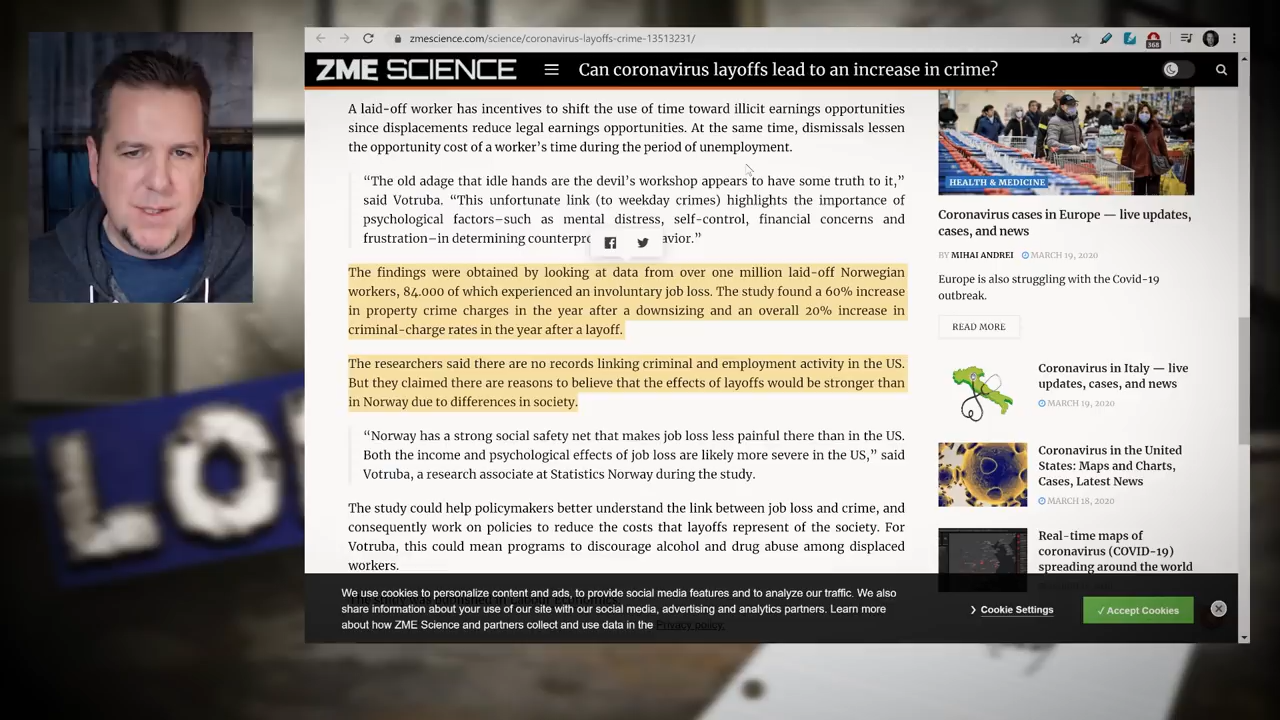 zmescience.com/science/coronavirus-layoffs-crime-13513231/
368
ZME SCIENCE
Can coronavirus layoffs lead to an increase in crime?
A laid-off worker has incentives to shift the use of time toward illicit earnings opportunities
since displacements reduce legal earnings opportunities. At the same time, dismissals lessen
the opportunity cost of a worker's time during the period of unemployment.
“The old adage that idle hands are the devil's workshop appears to have some truth to it,”
said Votruba. “This unfortunate link (to weekday crimes) highlights the importance of
psychological factors–such as mental distress, self-control, financial concerns and
frustration–in determining counterpro avior.”
The findings were obtained by looking at data from over one million laid-off Norwegian
workers, 84.000 of which experienced an involuntary job loss. The study found a 60% increase
in property crime charges in the year after a downsizing and an overall 20% increase in
criminal-charge rates in the year after a layoff.
The researchers said there are no records linking criminal and employment activity in the US.
But they claimed there are reasons to believe that the effects of layoffs would be stronger than
in Norway due to differences in society.
“Norway has a strong social safety net that makes job loss less painful there than in the US.
Both the income and psychological effects of job loss are likely more severe in the US,” said
Votruba, a research associate at Statistics Norway during the study.
The study could help policymakers better understand the link between job loss and crime, and
consequently work on policies to reduce the costs that layoffs represent of the society. For
Votruba, this could mean programs to discourage alcohol and drug abuse among displaced
workers.
HEALTH & MEDICINE
Coronavirus cases in Europe — live updates,
cases, and news
BY MIHAI ANDREI MARCH 19, 2020
Europe is also struggling with the Covid-19
outbreak.
READ MORE
Coronavirus in Italy — live
updates, cases, and news
MARCH 19, 2020
Coronavirus in the United
States: Maps and Charts,
Cases, Latest News
MARCH 18, 2020
Real-time maps of
coronavirus (COVID-19)
spreading around the world
We use cookies to personalize content and ads, to provide social media features and to analyze our traffic. We also
share information about your use of our site with our social media, advertising and analytics partners. Learn more
about how ZME Science and partners collect and use data in the Privacy policy.
Cookie Settings
✓ Accept Cookies
LO